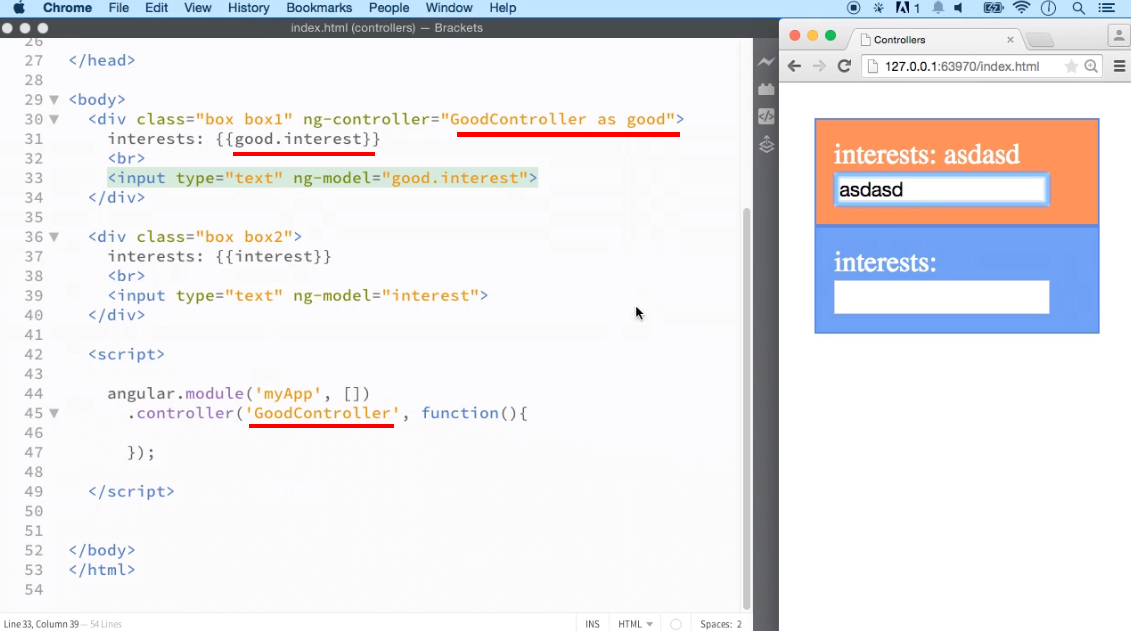 Chrome File Edit View History Bookmarks People Window Help 1
index.html (controllers) — Brackets
26
27 </head>
28
29 <body>
30 <div class="box box1" ng-controller="GoodController as good">
31 interests: {{good.interest}}
32 <br>
33 <input type="text" ng-model="good.interest">
34 </div>
35
36 <div class="box box2">
37 interests: {{interest}}
38 <br>
39 <input type="text" ng-model="interest">
40 </div>
41
42 <script>
43
44 angular.module('myApp', [])
45 .controller('GoodController', function(){
46
47 });
48
49 </script>
50
51
52 </body>
53 </html>
54
Line 33, Column 39 — 54 Lines
INS HTML Spaces: 2
Controllers
127.0.0.1:63970/index.html
interests: asdasd
asdasd
interests: